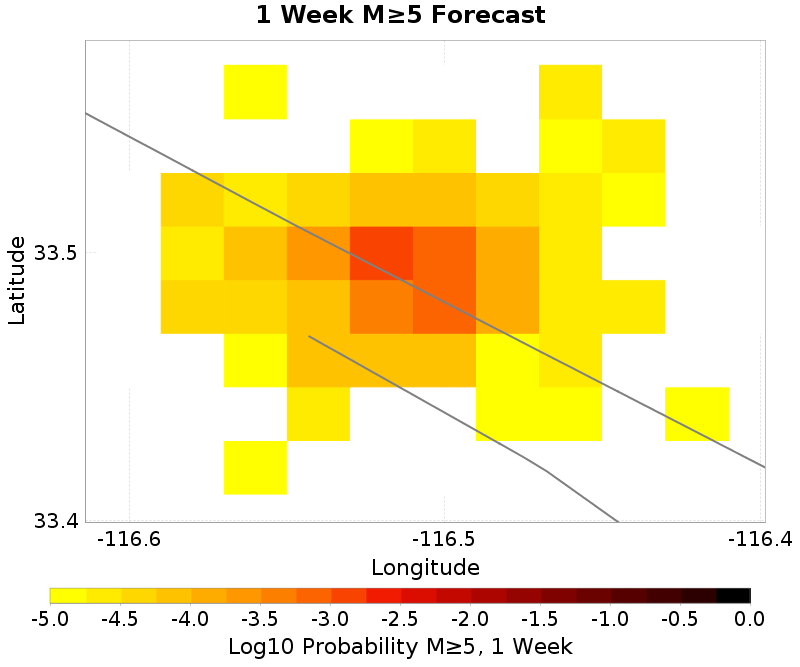 1 Week M≥5 Forecast
Latitude
33.5
33.4
-116.6 -116.5 -116.4
Longitude
-5.0 -4.5 -4.0 -3.5 -3.0 -2.5 -2.0 -1.5 -1.0 -0.5 0.0
Log10 Probability M≥5, 1 Week